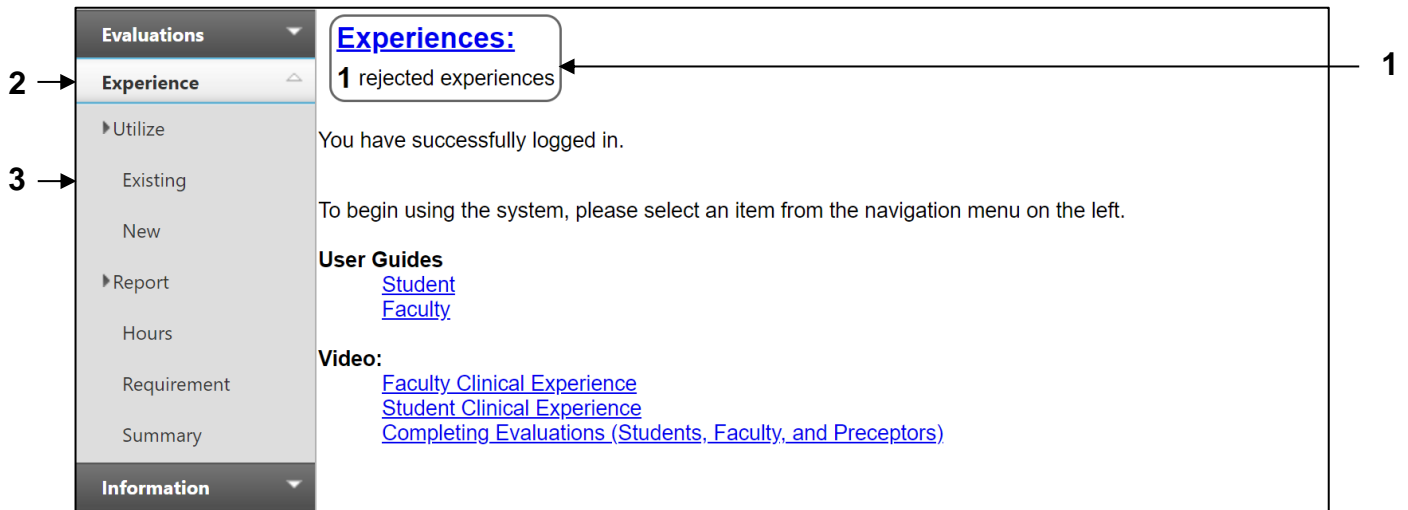 Evaluations
2
Experience
Utilize
3
Existing
New
Report
Hours
Requirement
Summary
Information
Experiences:
1 rejected experiences
1
You have successfully logged in.
To begin using the system, please select an item from the navigation menu on the left.
User Guides
Student
Faculty
Video:
Faculty Clinical Experience
Student Clinical Experience
Completing Evaluations (Students, Faculty, and Preceptors)